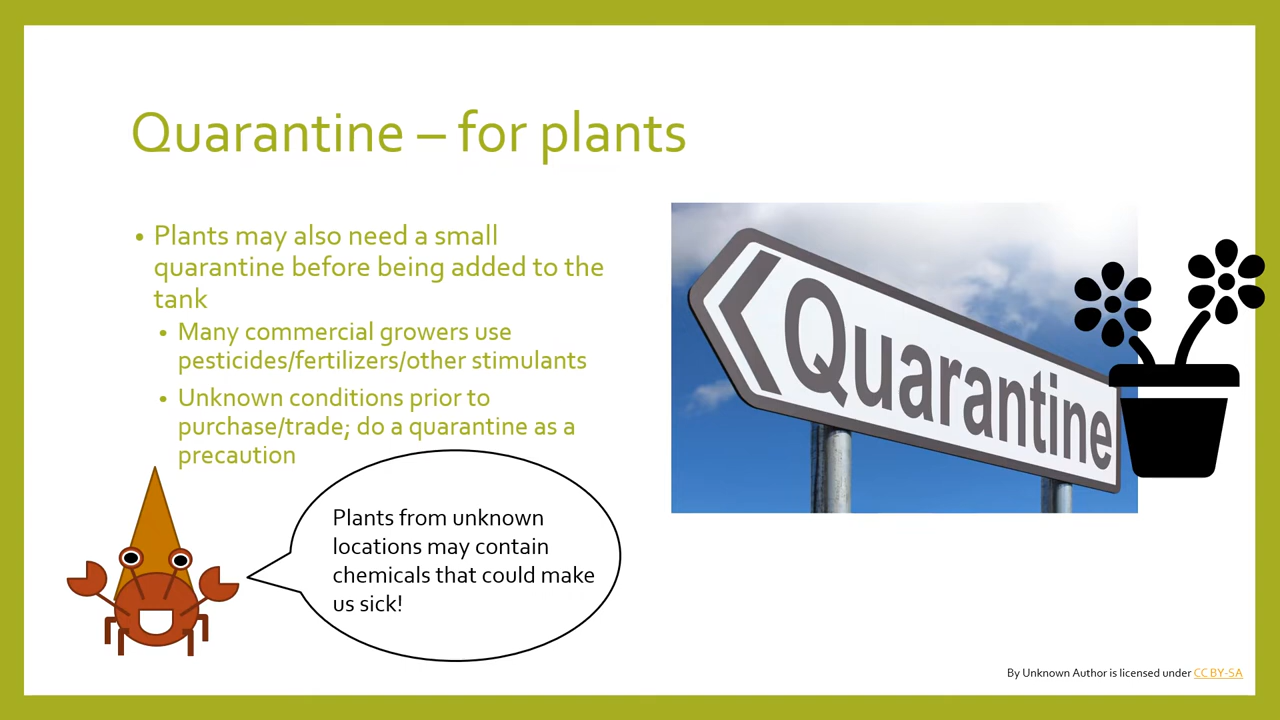 Quarantine – for plants
• Plants may also need a small
quarantine before being added to the
tank
• Many commercial growers use
pesticides/fertilizers/other stimulants
• Unknown conditions prior to
purchase/trade; do a quarantine as a
precaution
Quarantine
Plants from unknown
locations may contain
chemicals that could make
us sick!
By Unknown Author is licensed under CC BY-SA